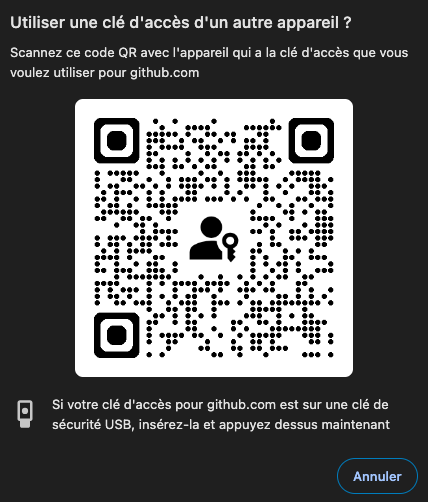 Utiliser une clé d'accès d'un autre appareil ?
Scannez ce code QR avec l'appareil qui a la clé d'accès que vous
voulez utiliser pour github.com
Si votre clé d'accès pour github.com est sur une clé de
sécurité USB, insérez-la et appuyez dessus maintenant
Annuler